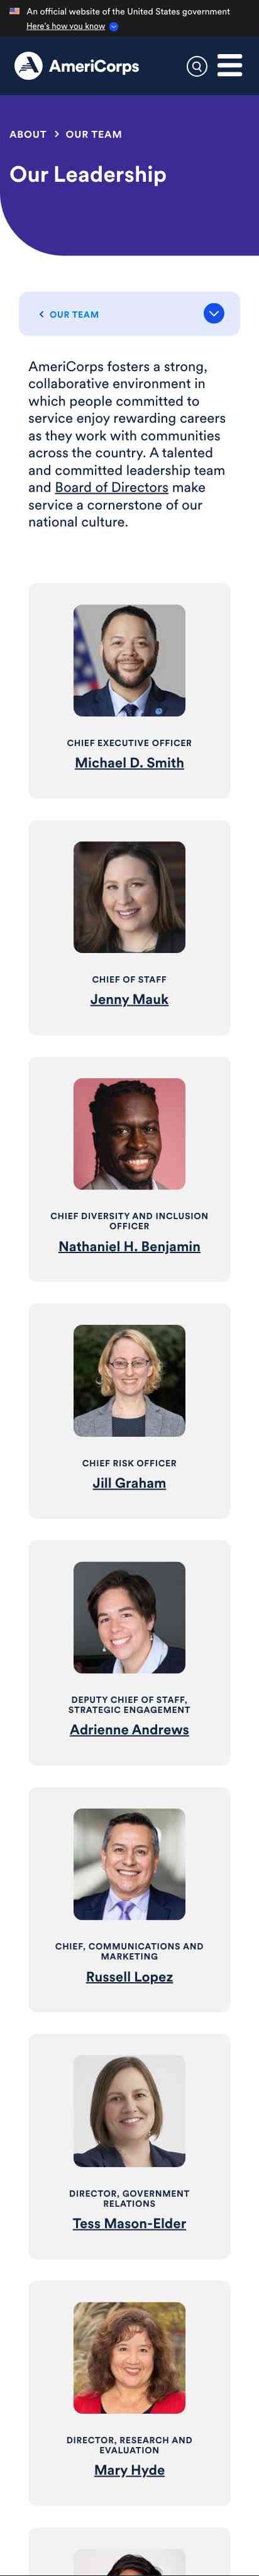 An official website of the United States government
Here's how you know
AmeriCorps
ABOUT > OUR TEAM
Our Leadership
< OUR TEAM
AmeriCorps fosters a strong,
collaborative environment in
which people committed to
service enjoy rewarding careers
as they work with communities
across the country. A talented
and committed leadership team
and Board of Directors make
service a cornerstone of our
national culture.
CHIEF EXECUTIVE OFFICER
Michael D. Smith
CHIEF OF STAFF
Jenny Mauk
CHIEF DIVERSITY AND INCLUSION
OFFICER
Nathaniel H. Benjamin
CHIEF RISK OFFICER
Jill Graham
DEPUTY CHIEF OF STAFF,
STRATEGIC ENGAGEMENT
Adrienne Andrews
CHIEF, COMMUNICATIONS AND
MARKETING
Russell Lopez
DIRECTOR, GOVERNMENT
RELATIONS
Tess Mason-Elder
DIRECTOR, RESEARCH AND
EVALUATION
Mary Hyde